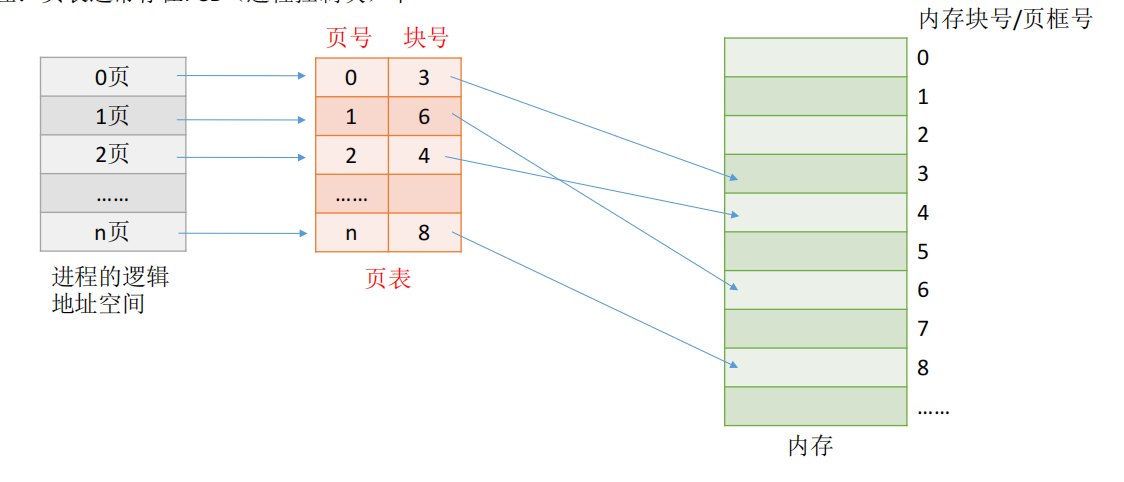 内存块号/页框号
页号 块号
0页 0 3 0
1页 1 6 1
2页 2 4 2
…… …… 3
n页 n 8 4
5
6
7
8
……
进程的逻辑
地址空间
页表
内存